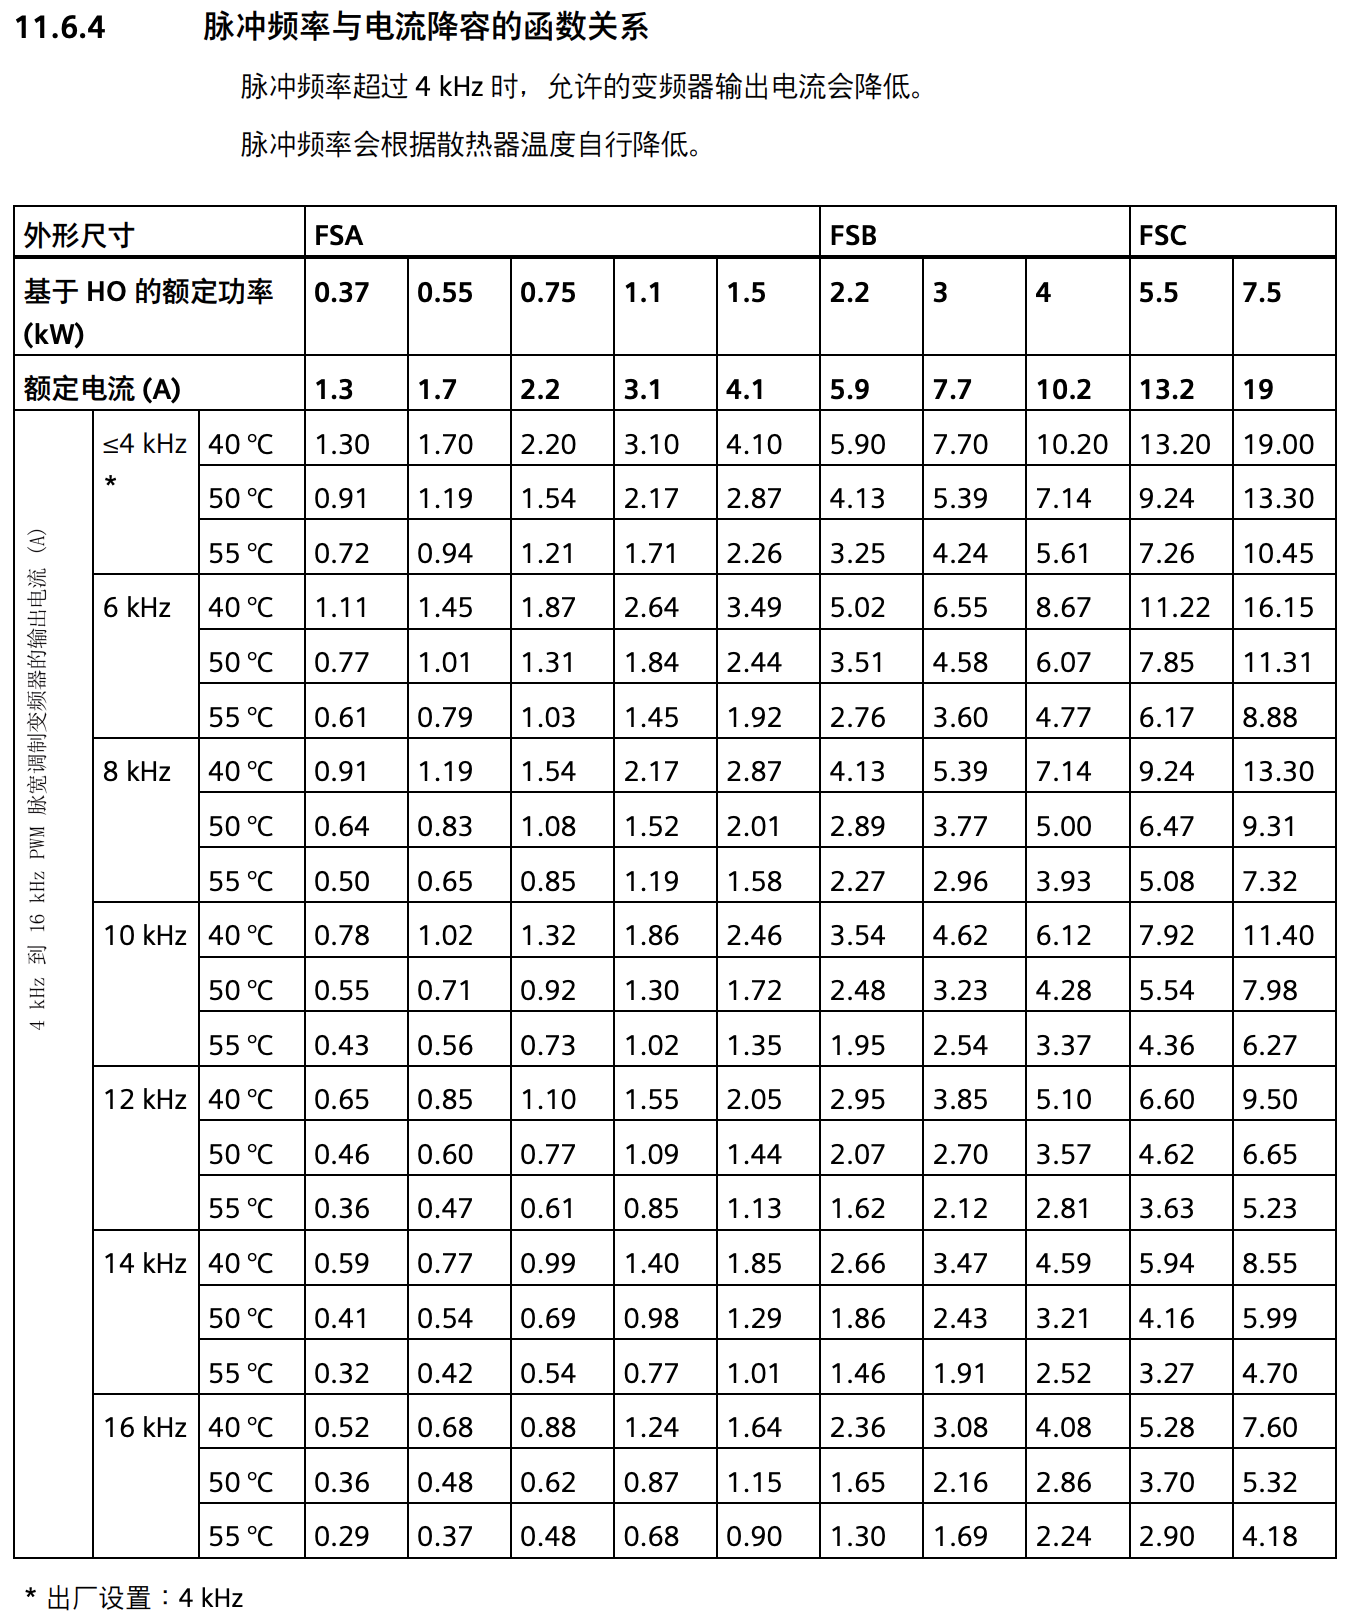 11.6.4 脉冲频率与电流降容的函数关系
脉冲频率超过 4 kHz 时，允许的变频器输出电流会降低。
脉冲频率会根据散热器温度自行降低。
外形尺寸 FSA FSB FSC
基于 HO 的额定功率 0.37 0.55 0.75 1.1 1.5 2.2 3 4 5.5 7.5
(kW)
额定电流 (A) 1.3 1.7 2.2 3.1 4.1 5.9 7.7 10.2 13.2 19
4 kHz 到 16 kHz PWM 脉宽调制变频器的输出电流 (A)
≤4 kHz 40 ℃ 1.30 1.70 2.20 3.10 4.10 5.90 7.70 10.20 13.20 19.00
* 50 ℃ 0.91 1.19 1.54 2.17 2.87 4.13 5.39 7.14 9.24 13.30
55 ℃ 0.72 0.94 1.21 1.71 2.26 3.25 4.24 5.61 7.26 10.45
6 kHz 40 ℃ 1.11 1.45 1.87 2.64 3.49 5.02 6.55 8.67 11.22 16.15
50 ℃ 0.77 1.01 1.31 1.84 2.44 3.51 4.58 6.07 7.85 11.31
55 ℃ 0.61 0.79 1.03 1.45 1.92 2.76 3.60 4.77 6.17 8.88
8 kHz 40 ℃ 0.91 1.19 1.54 2.17 2.87 4.13 5.39 7.14 9.24 13.30
50 ℃ 0.64 0.83 1.08 1.52 2.01 2.89 3.77 5.00 6.47 9.31
55 ℃ 0.50 0.65 0.85 1.19 1.58 2.27 2.96 3.93 5.08 7.32
10 kHz 40 ℃ 0.78 1.02 1.32 1.86 2.46 3.54 4.62 6.12 7.92 11.40
50 ℃ 0.55 0.71 0.92 1.30 1.72 2.48 3.23 4.28 5.54 7.98
55 ℃ 0.43 0.56 0.73 1.02 1.35 1.95 2.54 3.37 4.36 6.27
12 kHz 40 ℃ 0.65 0.85 1.10 1.55 2.05 2.95 3.85 5.10 6.60 9.50
50 ℃ 0.46 0.60 0.77 1.09 1.44 2.07 2.70 3.57 4.62 6.65
55 ℃ 0.36 0.47 0.61 0.85 1.13 1.62 2.12 2.81 3.63 5.23
14 kHz 40 ℃ 0.59 0.77 0.99 1.40 1.85 2.66 3.47 4.59 5.94 8.55
50 ℃ 0.41 0.54 0.69 0.98 1.29 1.86 2.43 3.21 4.16 5.99
55 ℃ 0.32 0.42 0.54 0.77 1.01 1.46 1.91 2.52 3.27 4.70
16 kHz 40 ℃ 0.52 0.68 0.88 1.24 1.64 2.36 3.08 4.08 5.28 7.60
50 ℃ 0.36 0.48 0.62 0.87 1.15 1.65 2.16 2.86 3.70 5.32
55 ℃ 0.29 0.37 0.48 0.68 0.90 1.30 1.69 2.24 2.90 4.18
* 出厂设置：4 kHz